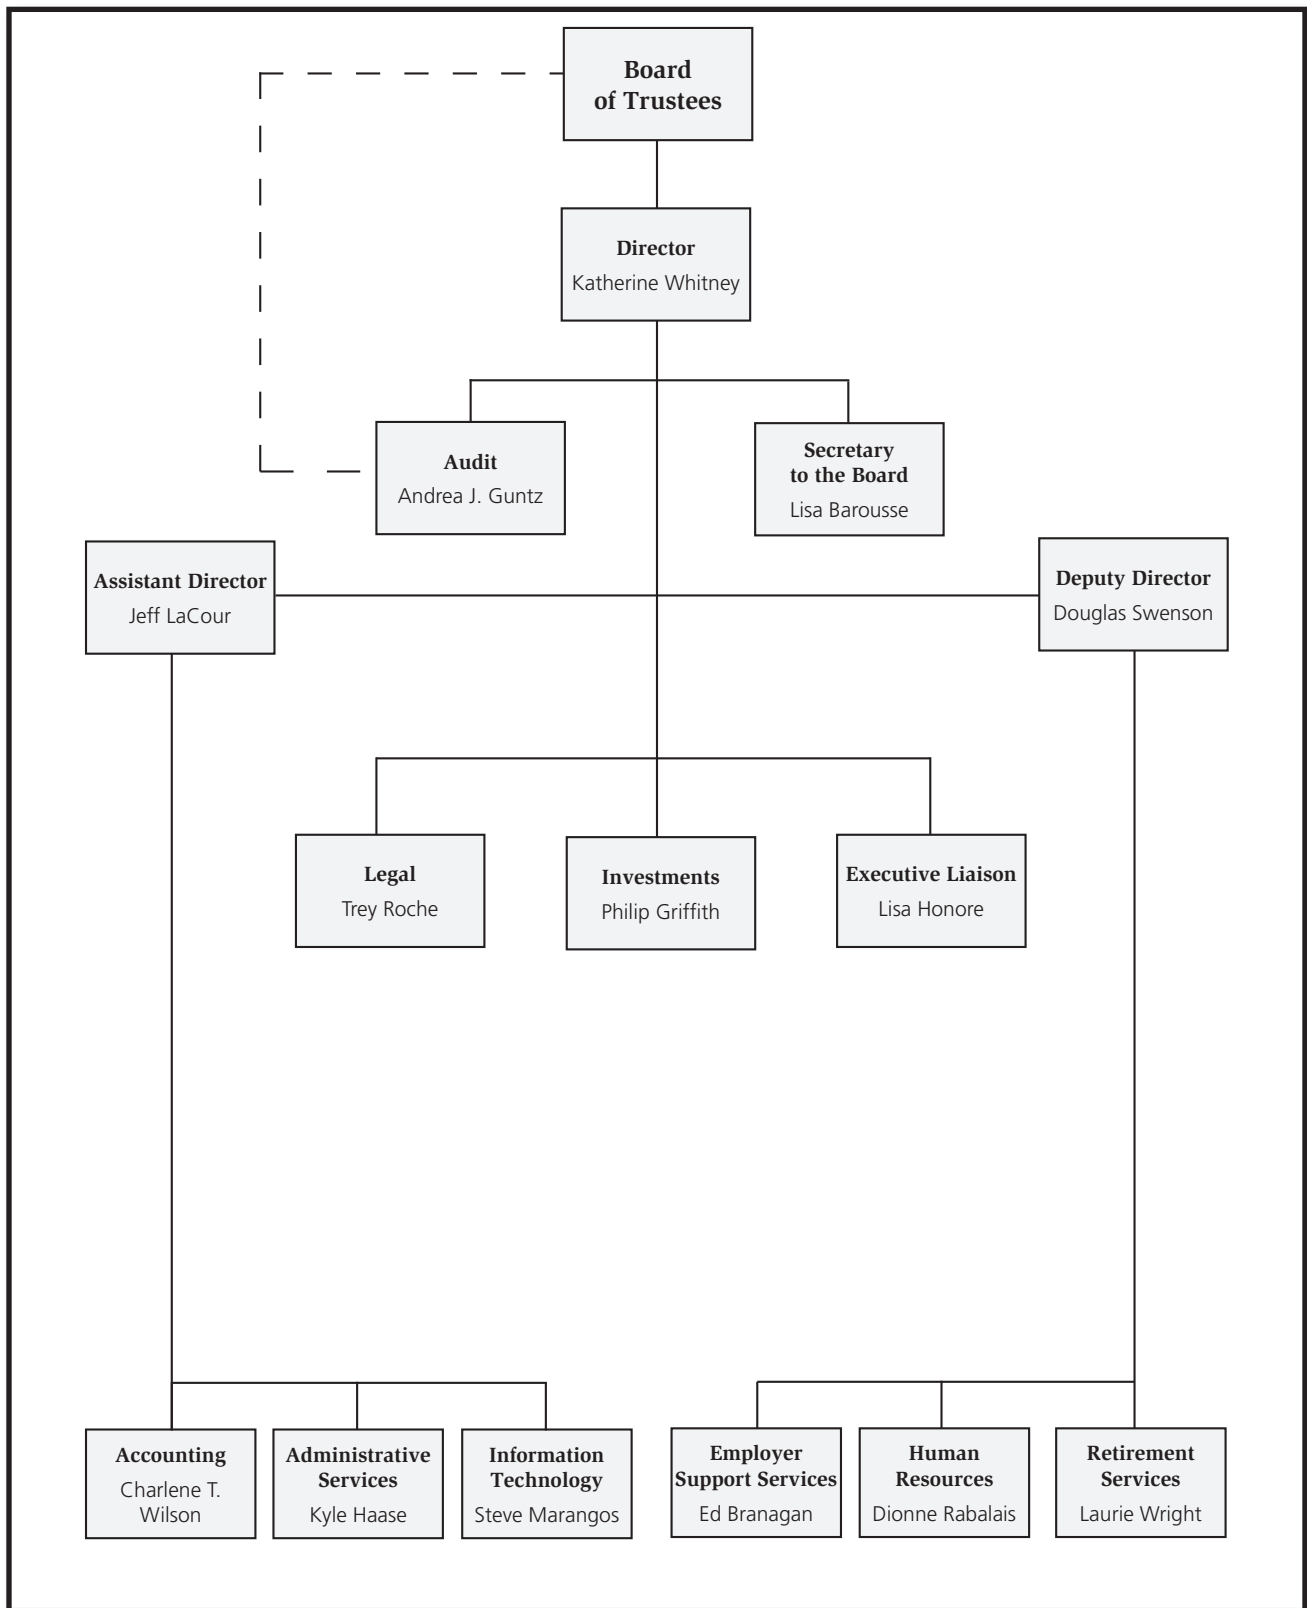 Board
of Trustees
Director
Katherine Whitney
Audit
Andrea J. Guntz
Secretary
to the Board
Lisa Barousse
Assistant Director
Jeff LaCour
Deputy Director
Douglas Swenson
Legal
Trey Roche
Investments
Philip Griffith
Executive Liaison
Lisa Honore
Accounting
Charlene T.
Wilson
Administrative
Services
Kyle Haase
Information
Technology
Steve Marangos
Employer
Support Services
Ed Branagan
Human
Resources
Dionne Rabalais
Retirement
Services
Laurie Wright